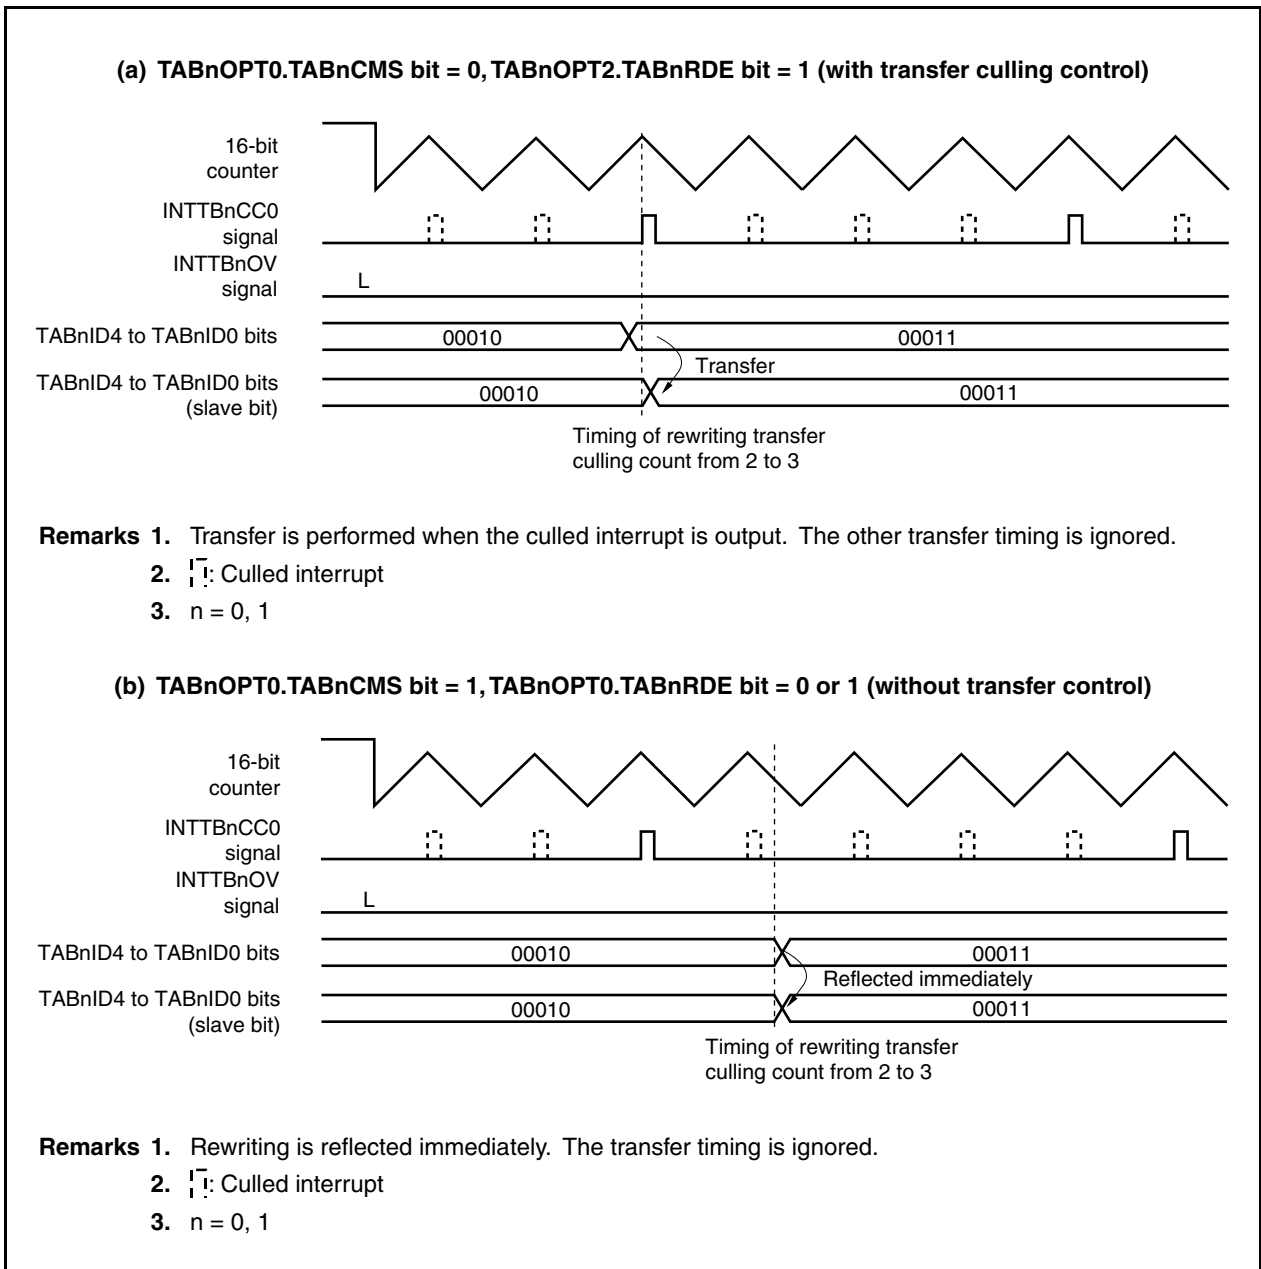 (a) TABnOPT0.TABnCMS bit = 0, TABnOPT2.TABnRDE bit = 1 (with transfer culling control)
16-bit
counter
INTTBnCC0
signal
INTTBnOV
signal
L
TABnID4 to TABnID0 bits
00010
00011
Transfer
TABnID4 to TABnID0 bits
(slave bit)
00010
00011
Timing of rewriting transfer
culling count from 2 to 3
Remarks 1. Transfer is performed when the culled interrupt is output. The other transfer timing is ignored.
2. : Culled interrupt
3. n = 0, 1
(b) TABnOPT0.TABnCMS bit = 1, TABnOPT0.TABnRDE bit = 0 or 1 (without transfer control)
16-bit
counter
INTTBnCC0
signal
INTTBnOV
signal
L
TABnID4 to TABnID0 bits
00010
00011
Reflected immediately
TABnID4 to TABnID0 bits
(slave bit)
00010
00011
Timing of rewriting transfer
culling count from 2 to 3
Remarks 1. Rewriting is reflected immediately. The transfer timing is ignored.
2. : Culled interrupt
3. n = 0, 1